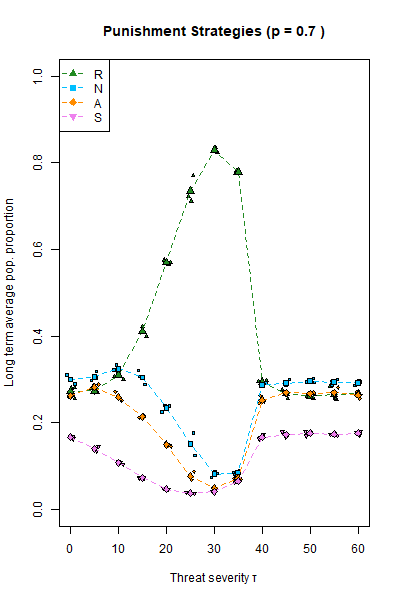 Punishment Strategies (p = 0.7 )
R
N
A
S
Long term average pop. proportion
0.0
0.2
0.4
0.6
0.8
1.0
0 10 20 30 40 50 60
Threat severity τ